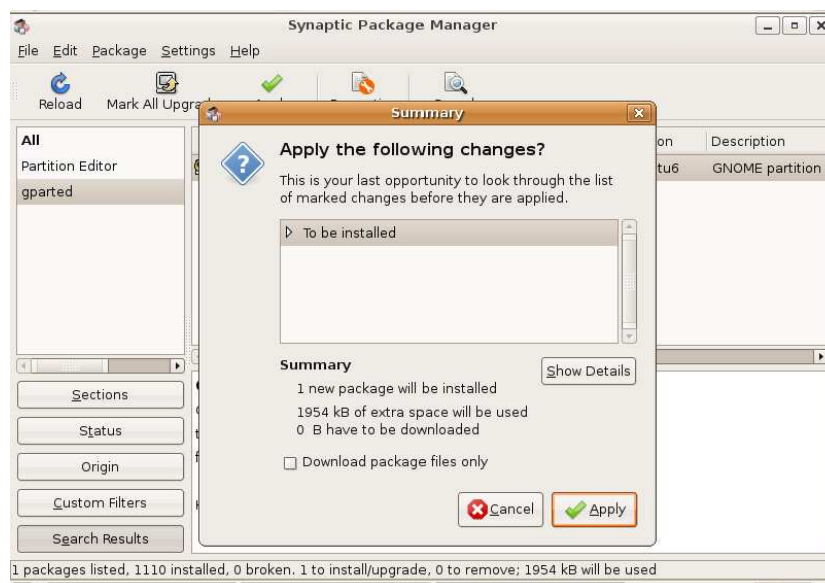 Synaptic Package Manager
File Edit Package Settings Help
Reload Mark All
Summary
All
Partition Editor
gparted
Description
tu6 GNOME partition
Apply the following changes?
This is your last opportunity to look through the list
of marked changes before they are applied.
To be installed
Summary
Show Details
1 new package will be installed
1954 kB of extra space will be used
0 B have to be downloaded
Download package files only
Cancel Apply
Sections
Status
Origin
Custom Filters
Search Results
1 packages listed, 1110 installed, 0 broken. 1 to install/upgrade, 0 to remove; 1954 kB will be used